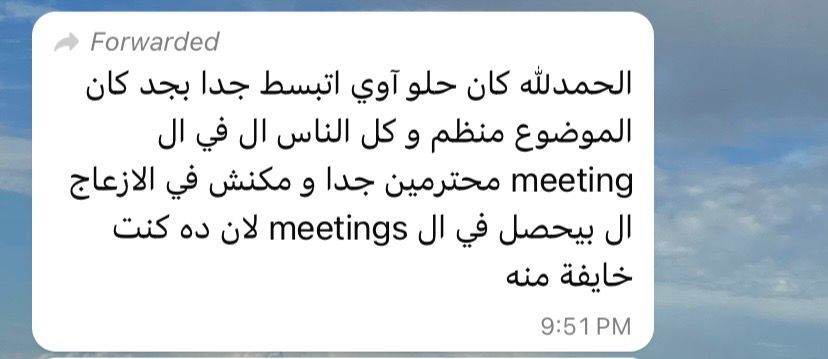 Forwarded
الحمدلله كان حلو آوي اتبسط جدا بجد كان
الموضوع منظم و كل الناس ال في ال
meeting محترمين جدا و مكنش في الازعاج
ال بيحصل في ال meetings لان ده كنت
خايفة منه
9:51 PM